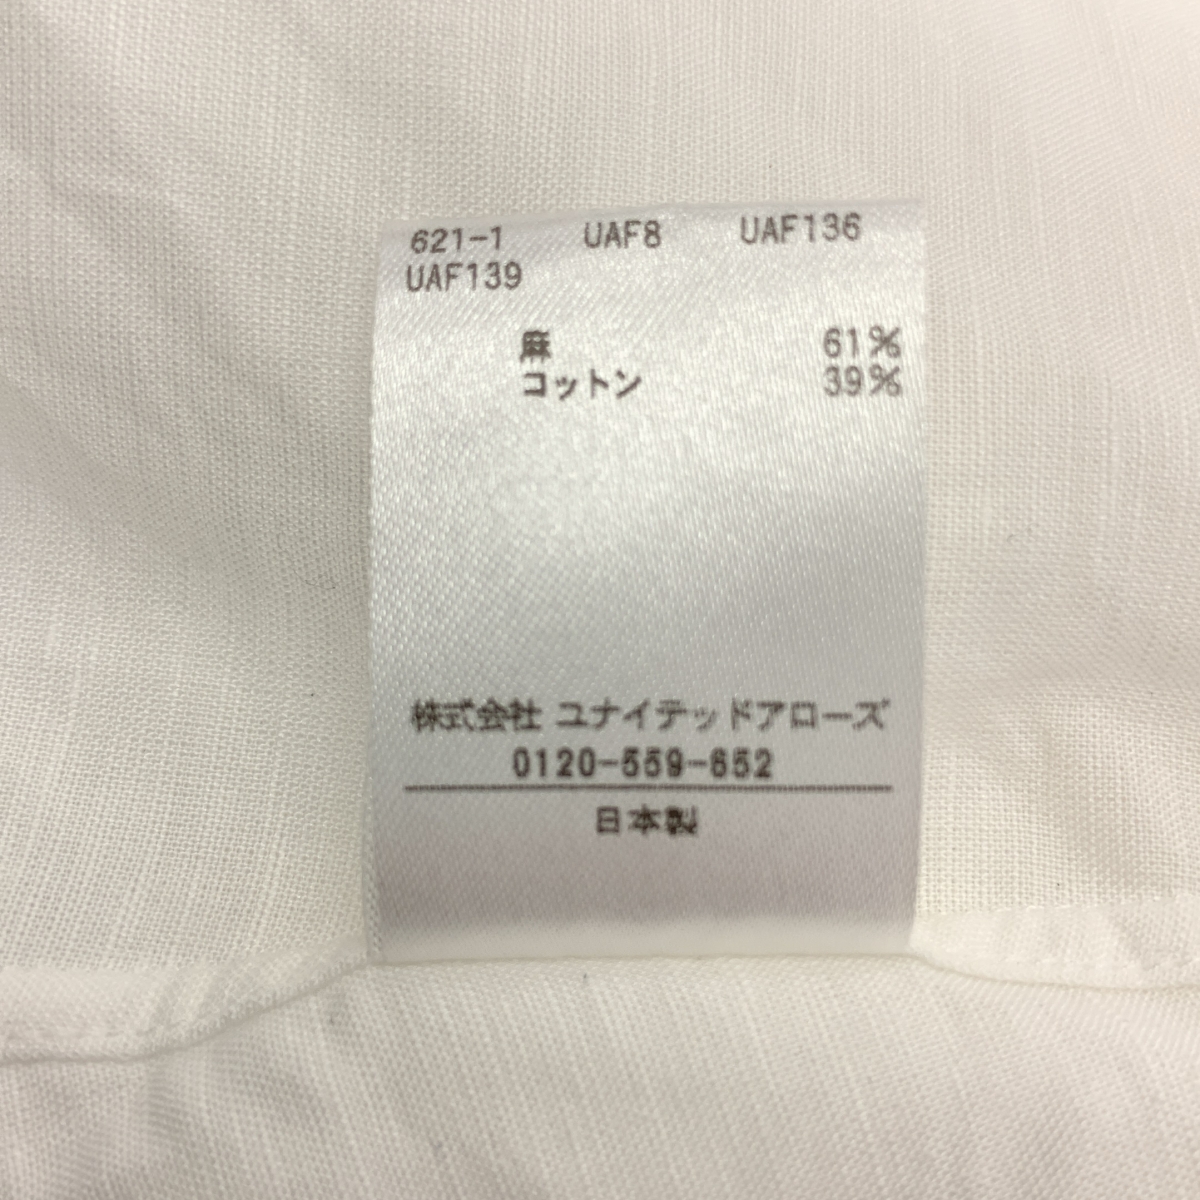 621-1 UAF8 UAF136
UAF139
麻 61%
コットン 39%
株式会社 ユナイテッドアローズ
0120-559-652
日本製